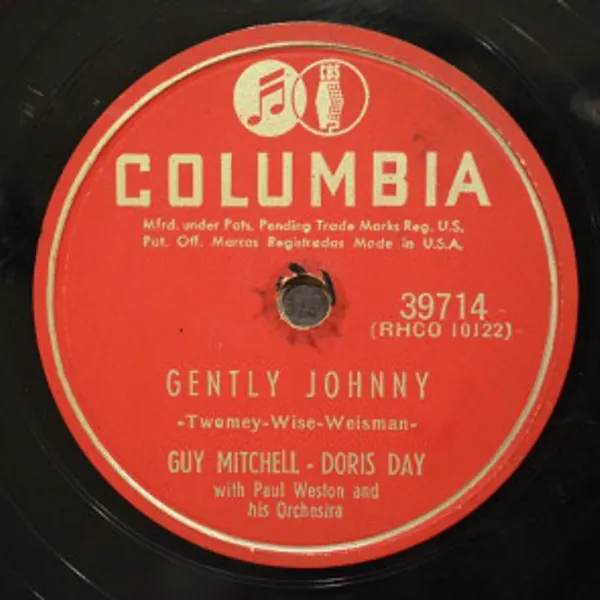 CBS
COLUMBIA
Mfrd. under Pats. Pending Trade Marks Reg. U.S.
Pat. Off. Marcas Registradas Made in U.S.A.
39714
(RHCO 10122)
GENTLY JOHNNY
-Twomey-Wise-Weisman-
GUY MITCHELL - DORIS DAY
with Paul Weston and
his Orchestra